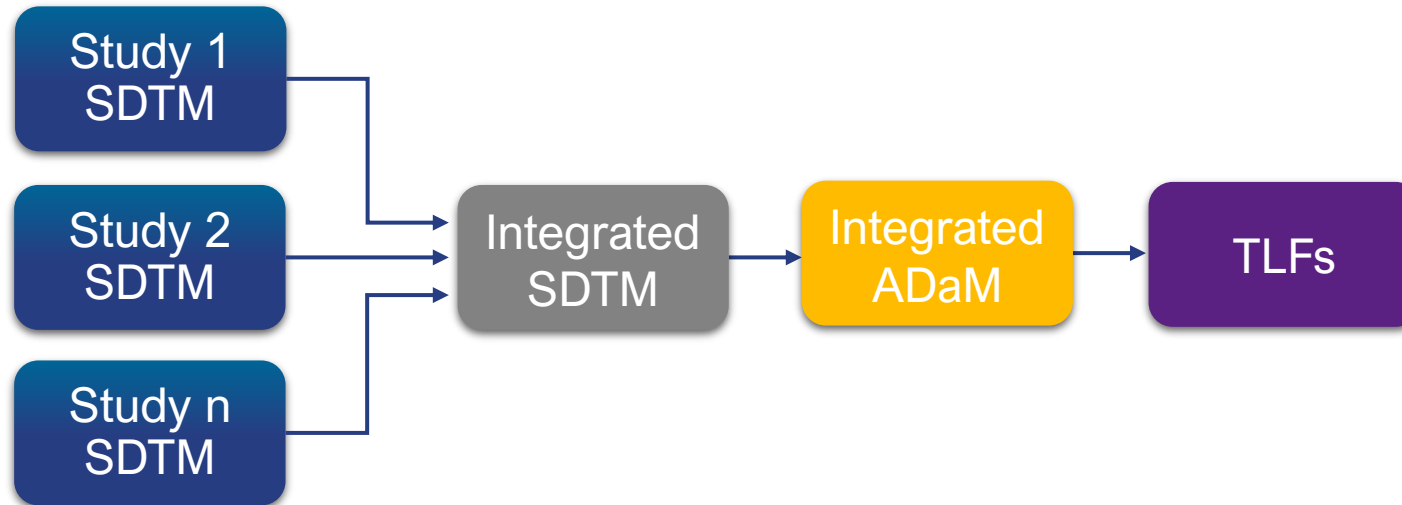 Study 1
SDTM
Study 2
SDTM
Study n
SDTM
Integrated
SDTM
Integrated
ADaM
TLFs